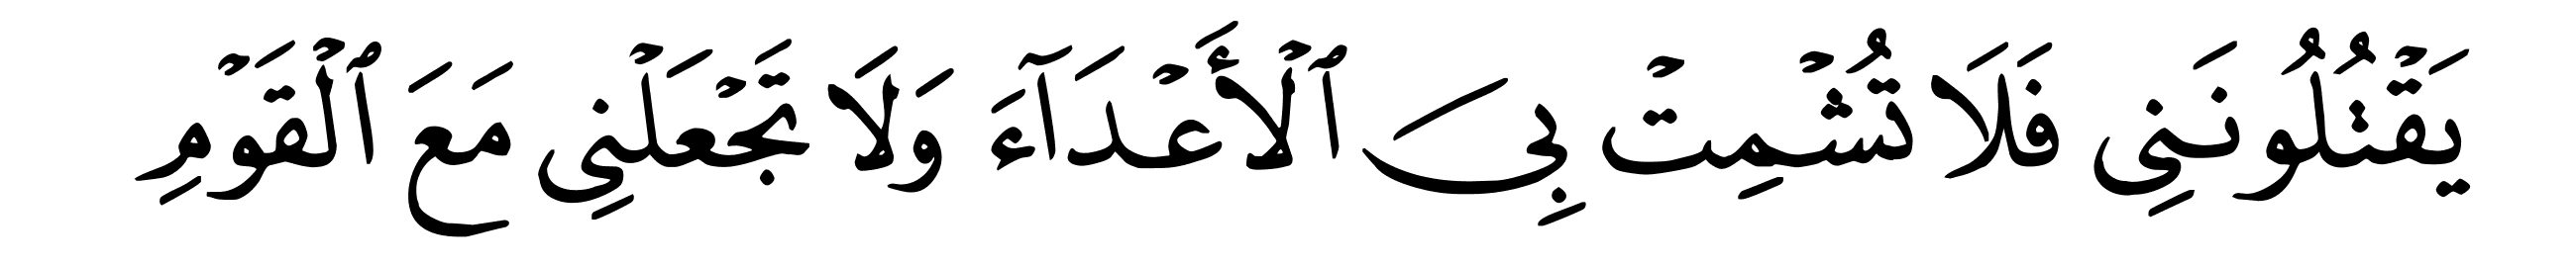 يَقْتُلُونَنِى فَلَا تُشْمِتْ بِىَ ٱلْأَعْدَآءَ وَلَا تَجْعَلْنِى مَعَ ٱلْقَوْمِ